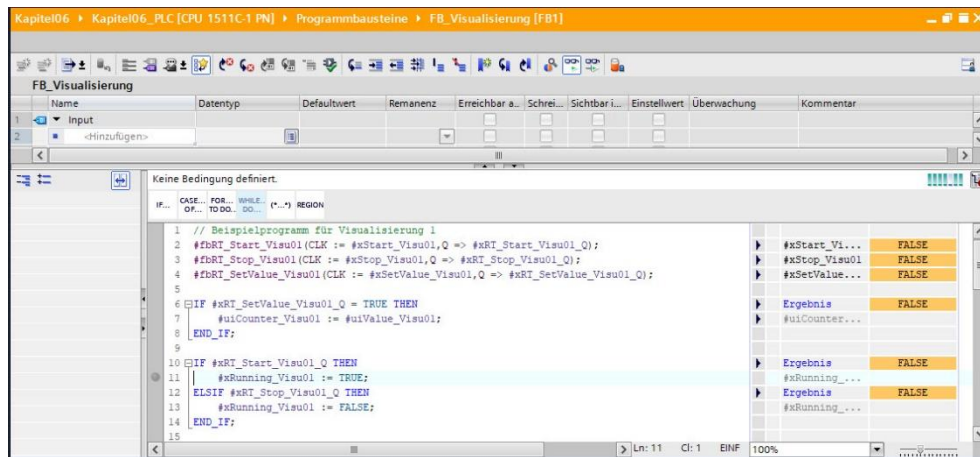 Kapitel06 ▸ Kapitel06_PLC [CPU 1511C-1 PN] ▸ Programmbausteine ▸ FB_Visualisierung [FB1]
FB_Visualisierung
Name Datentyp Defaultwert Remanenz Erreichbar a... Schrei... Sichtbar i... Einstellwert Überwachung Kommentar
1 Input
2 <Hinzufügen>
Keine Bedingung definiert.
IF... CASE... OF... FOR... TO DO... WHILE... DO... (*...*) REGION
1 // Beispielprogramm für Visualisierung 1
2 #fbRT_Start_Visu01(CLK := #xStart_Visu01,Q => #xRT_Start_Visu01_Q); #xStart_Vi... FALSE
3 #fbRT_Stop_Visu01(CLK := #xStop_Visu01,Q => #xRT_Stop_Visu01_Q); #xStop_Visu01 FALSE
4 #fbRT_SetValue_Visu01(CLK := #xSetValue_Visu01,Q => #xRT_SetValue_Visu01_Q); #xSetValue... FALSE
5
6 IF #xRT_SetValue_Visu01_Q = TRUE THEN Ergebnis FALSE
7 #uiCounter_Visu01 := #uiValue_Visu01; #uiCounter...
8 END_IF;
9
10 IF #xRT_Start_Visu01_Q THEN Ergebnis FALSE
11 #xRunning_Visu01 := TRUE; #xRunning_...
12 ELSIF #xRT_Stop_Visu01_Q THEN Ergebnis FALSE
13 #xRunning_Visu01 := FALSE; #xRunning_...
14 END_IF;
15
Ln: 11 Cl: 1 EINF 100%